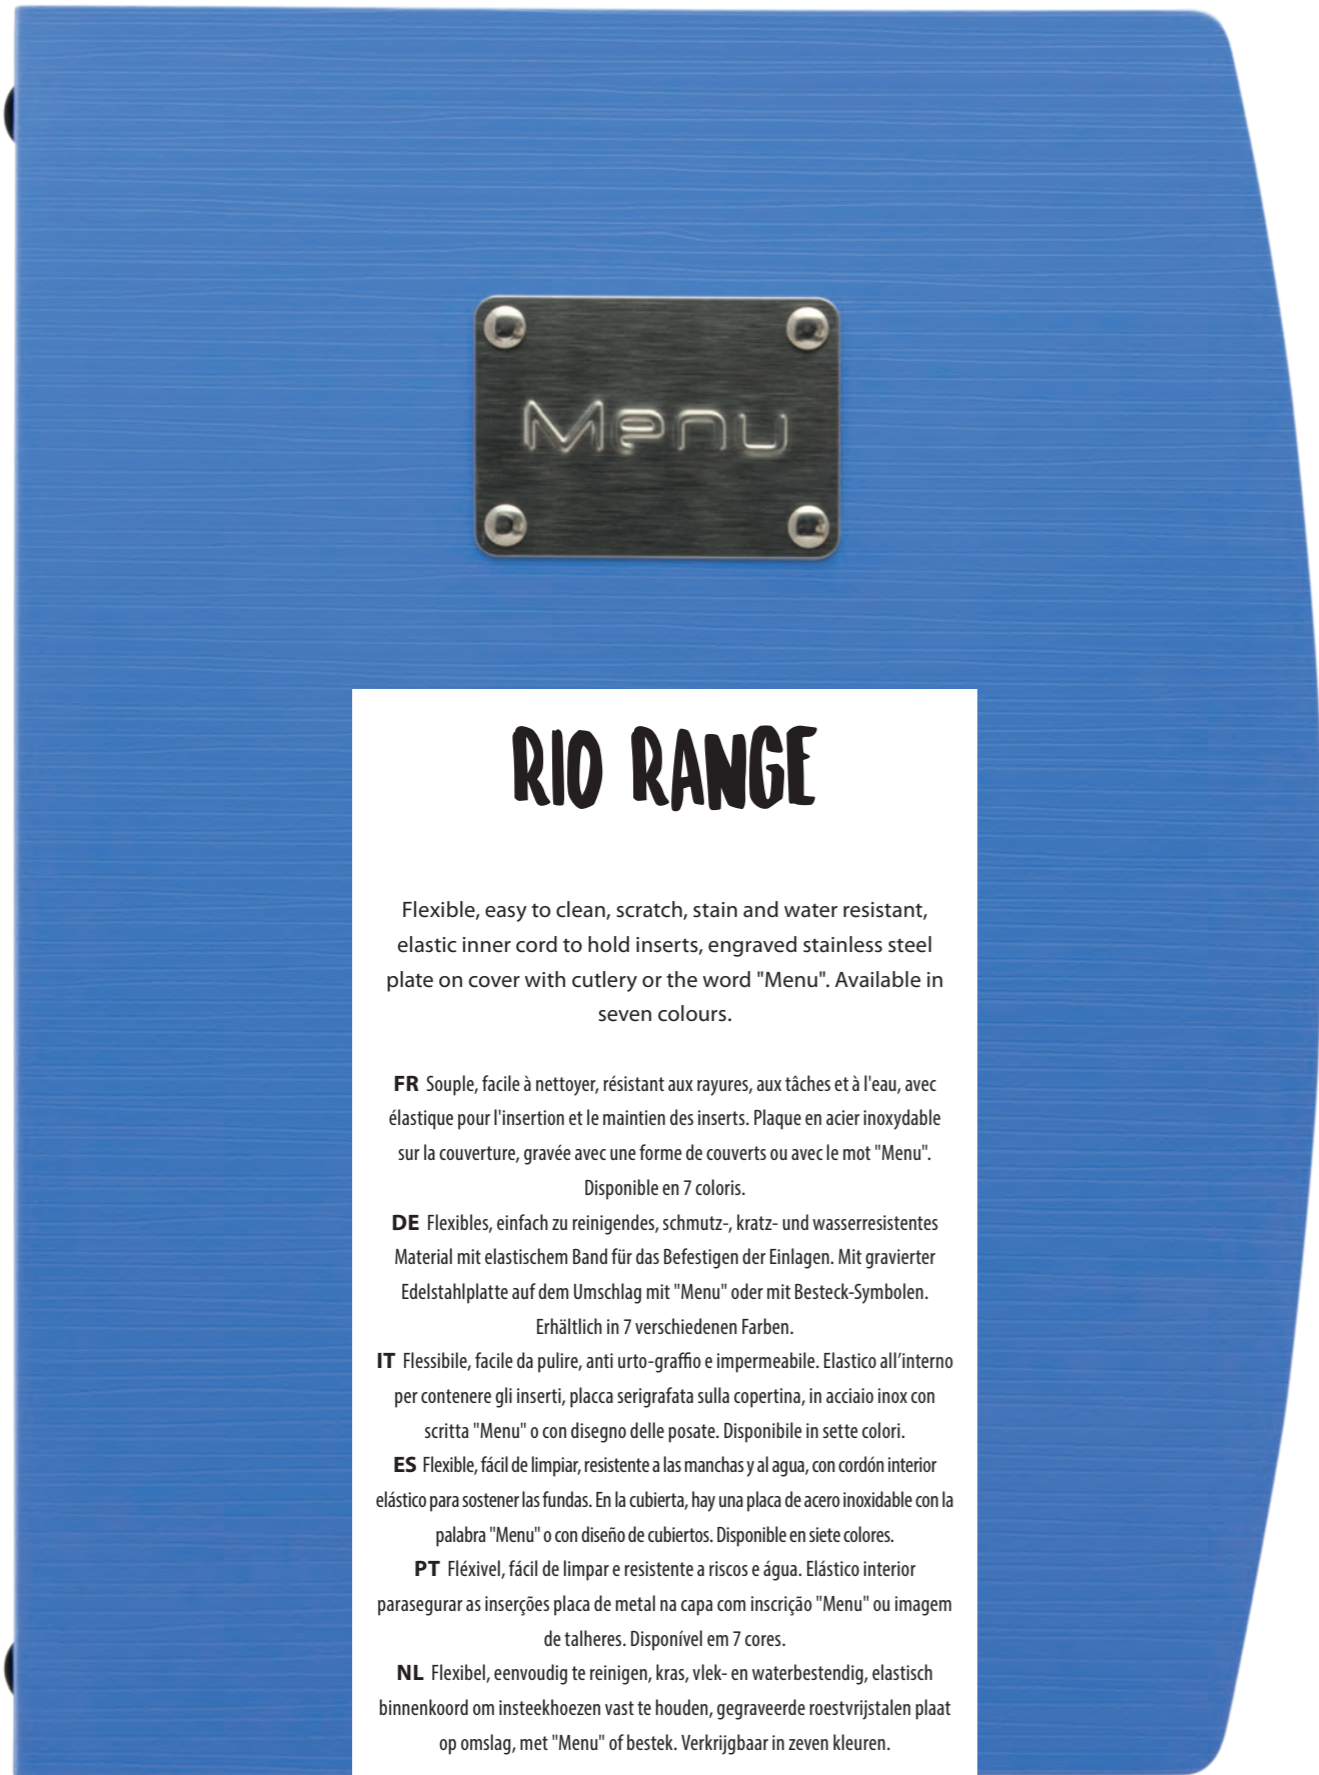 Menu
RIO RANGE
Flexible, easy to clean, scratch, stain and water resistant,
elastic inner cord to hold inserts, engraved stainless steel
plate on cover with cutlery or the word "Menu". Available in
seven colours.
FR Souple, facile à nettoyer, résistant aux rayures, aux tâches et à l'eau, avec
élastique pour l'insertion et le maintien des inserts. Plaque en acier inoxydable
sur la couverture, gravée avec une forme de couverts ou avec le mot "Menu".
Disponible en 7 coloris.
DE Flexibles, einfach zu reinigendes, schmutz-, kratz- und wasserresistentes
Material mit elastischem Band für das Befestigen der Einlagen. Mit gravierter
Edelstahlplatte auf dem Umschlag mit "Menu" oder mit Besteck-Symbolen.
Erhältlich in 7 verschiedenen Farben.
IT Flessibile, facile da pulire, anti urto-graffio e impermeabile. Elastico all’interno
per contenere gli inserti, placca serigrafata sulla copertina, in acciaio inox con
scritta "Menu" o con disegno delle posate. Disponibile in sette colori.
ES Flexible, fácil de limpiar, resistente a las manchas y al agua, con cordón interior
elástico para sostener las fundas. En la cubierta, hay una placa de acero inoxidable con la
palabra "Menu" o con diseño de cubiertos. Disponible en siete colores.
PT Fléxivel, fácil de limpar e resistente a riscos e água. Elástico interior
parasegurar as inserções placa de metal na capa com inscrição "Menu" ou imagem
de talheres. Disponível em 7 cores.
NL Flexibel, eenvoudig te reinigen, kras, vlek- en waterbestendig, elastisch
binnenkoord om insteekhoezen vast te houden, gegraveerde roestvrijstalen plaat
op omslag, met "Menu" of bestek. Verkrijgbaar in zeven kleuren.